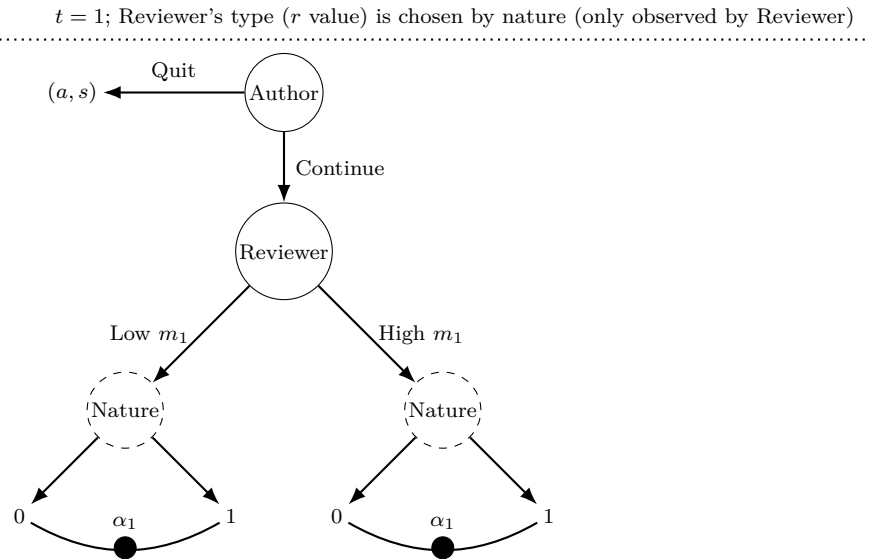 t = 1; Reviewer's type (r value) is chosen by nature (only observed by Reviewer)
Quit
(a, s)
Author
Continue
Reviewer
Low m₁
High m₁
Nature
Nature
0
α₁
1
0
α₁
1